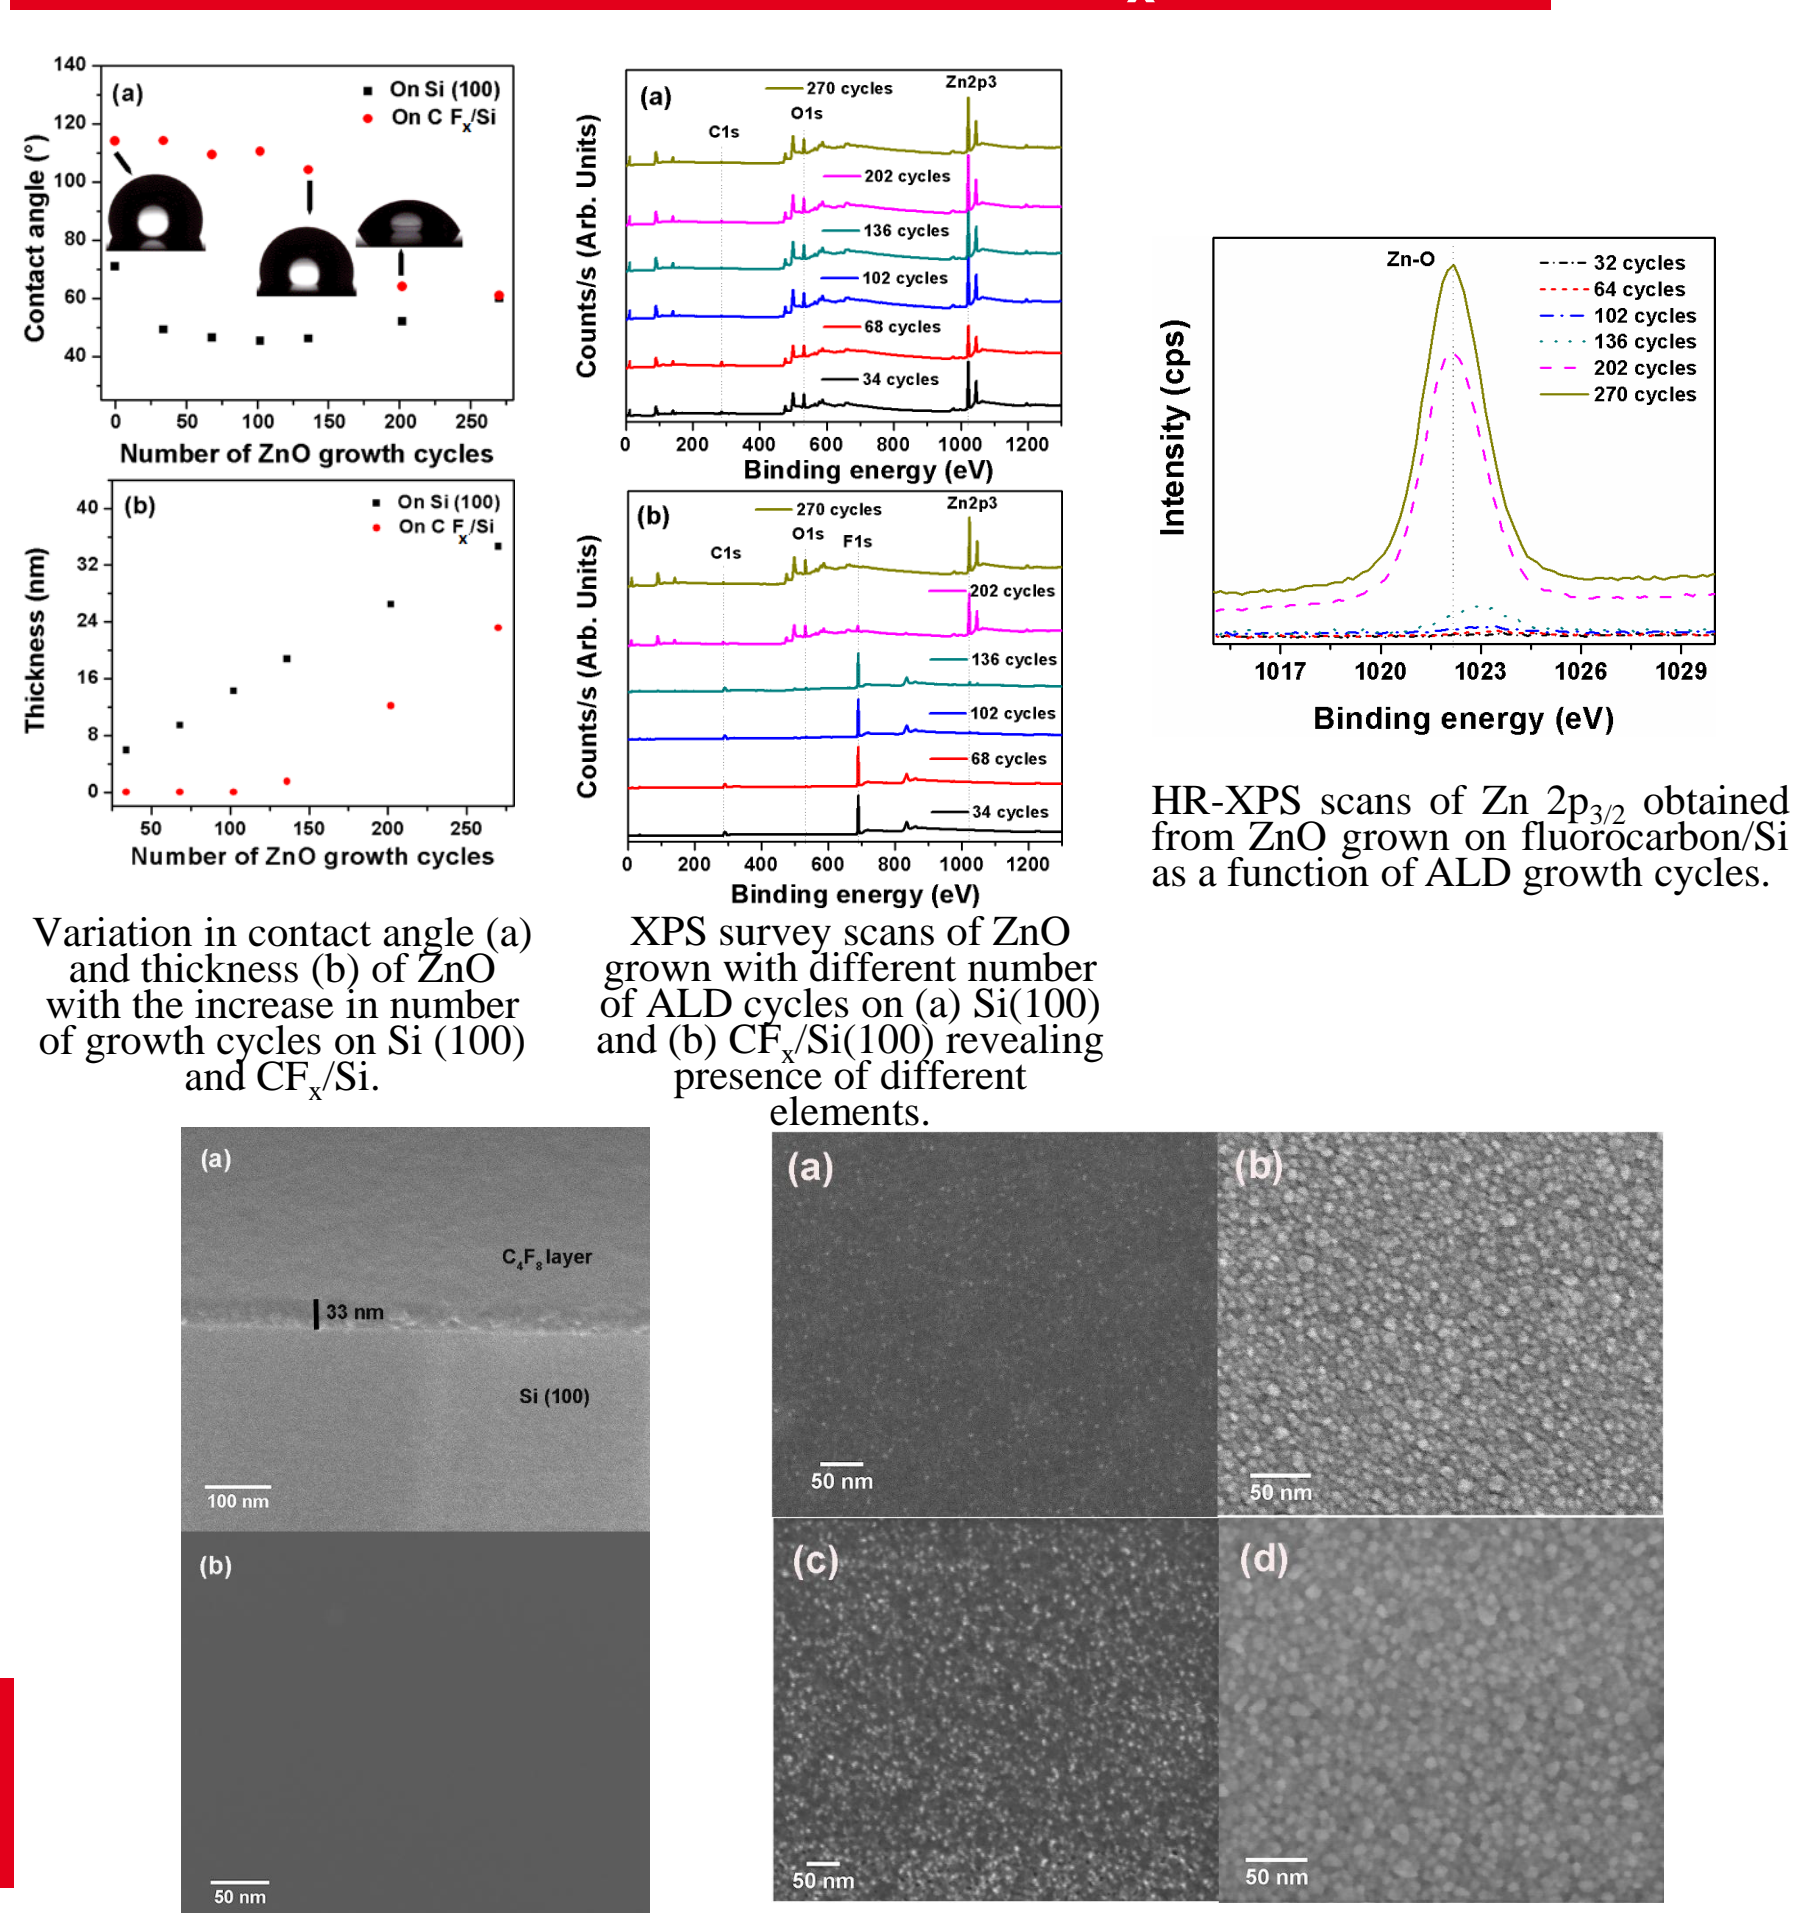 x
(a)
On Si (100)
On C Fx/Si
140
120
100
80
60
40
Contact angle (°)
0 50 100 150 200 250
Number of ZnO growth cycles
(b)
On Si (100)
On C Fx/Si
40
32
24
16
8
0
Thickness (nm)
50 100 150 200 250
Number of ZnO growth cycles
Variation in contact angle (a)
and thickness (b) of ZnO
with the increase in number
of growth cycles on Si (100)
and CFx/Si.
(a)
270 cycles
Zn2p3
O1s
C1s
202 cycles
136 cycles
102 cycles
68 cycles
34 cycles
Counts/s (Arb. Units)
0 200 400 600 800 1000 1200
Binding energy (eV)
(b)
270 cycles
Zn2p3
O1s
F1s
C1s
202 cycles
136 cycles
102 cycles
68 cycles
34 cycles
Counts/s (Arb. Units)
0 200 400 600 800 1000 1200
Binding energy (eV)
XPS survey scans of ZnO
grown with different number
of ALD cycles on (a) Si(100)
and (b) CFx/Si(100) revealing
presence of different
elements.
Zn-O
32 cycles
64 cycles
102 cycles
136 cycles
202 cycles
270 cycles
Intensity (cps)
1017 1020 1023 1026 1029
Binding energy (eV)
HR-XPS scans of Zn 2p3/2 obtained
from ZnO grown on fluorocarbon/Si
as a function of ALD growth cycles.
(a)
C4F8 layer
33 nm
Si (100)
100 nm
(b)
50 nm
(a)
50 nm
(b)
50 nm
(c)
50 nm
(d)
50 nm